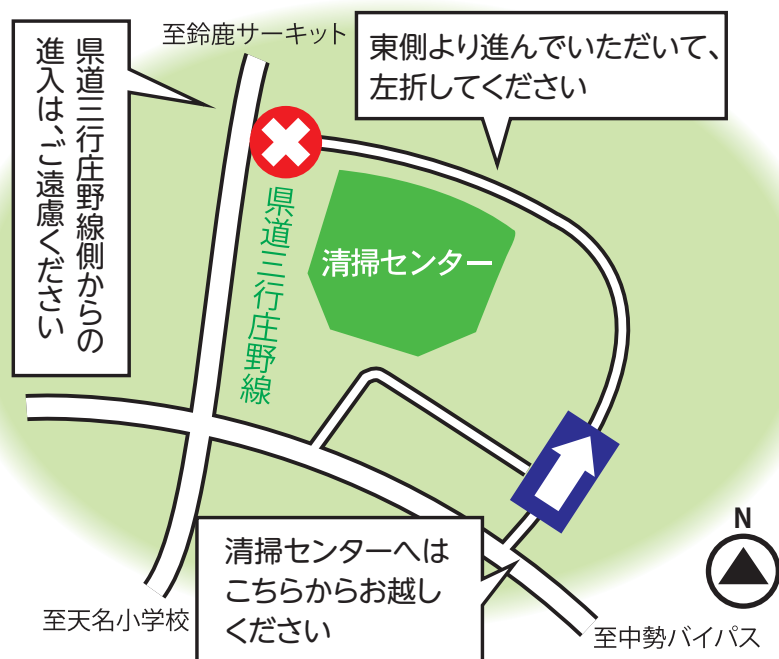 至鈴鹿サーキット
県道三行庄野線側からの
進入は、ご遠慮ください
東側より進んでいただいて、
左折してください
県道三行庄野線
清掃センター
清掃センターへは
こちらからお越し
ください
N
至天名小学校
至中勢バイパス